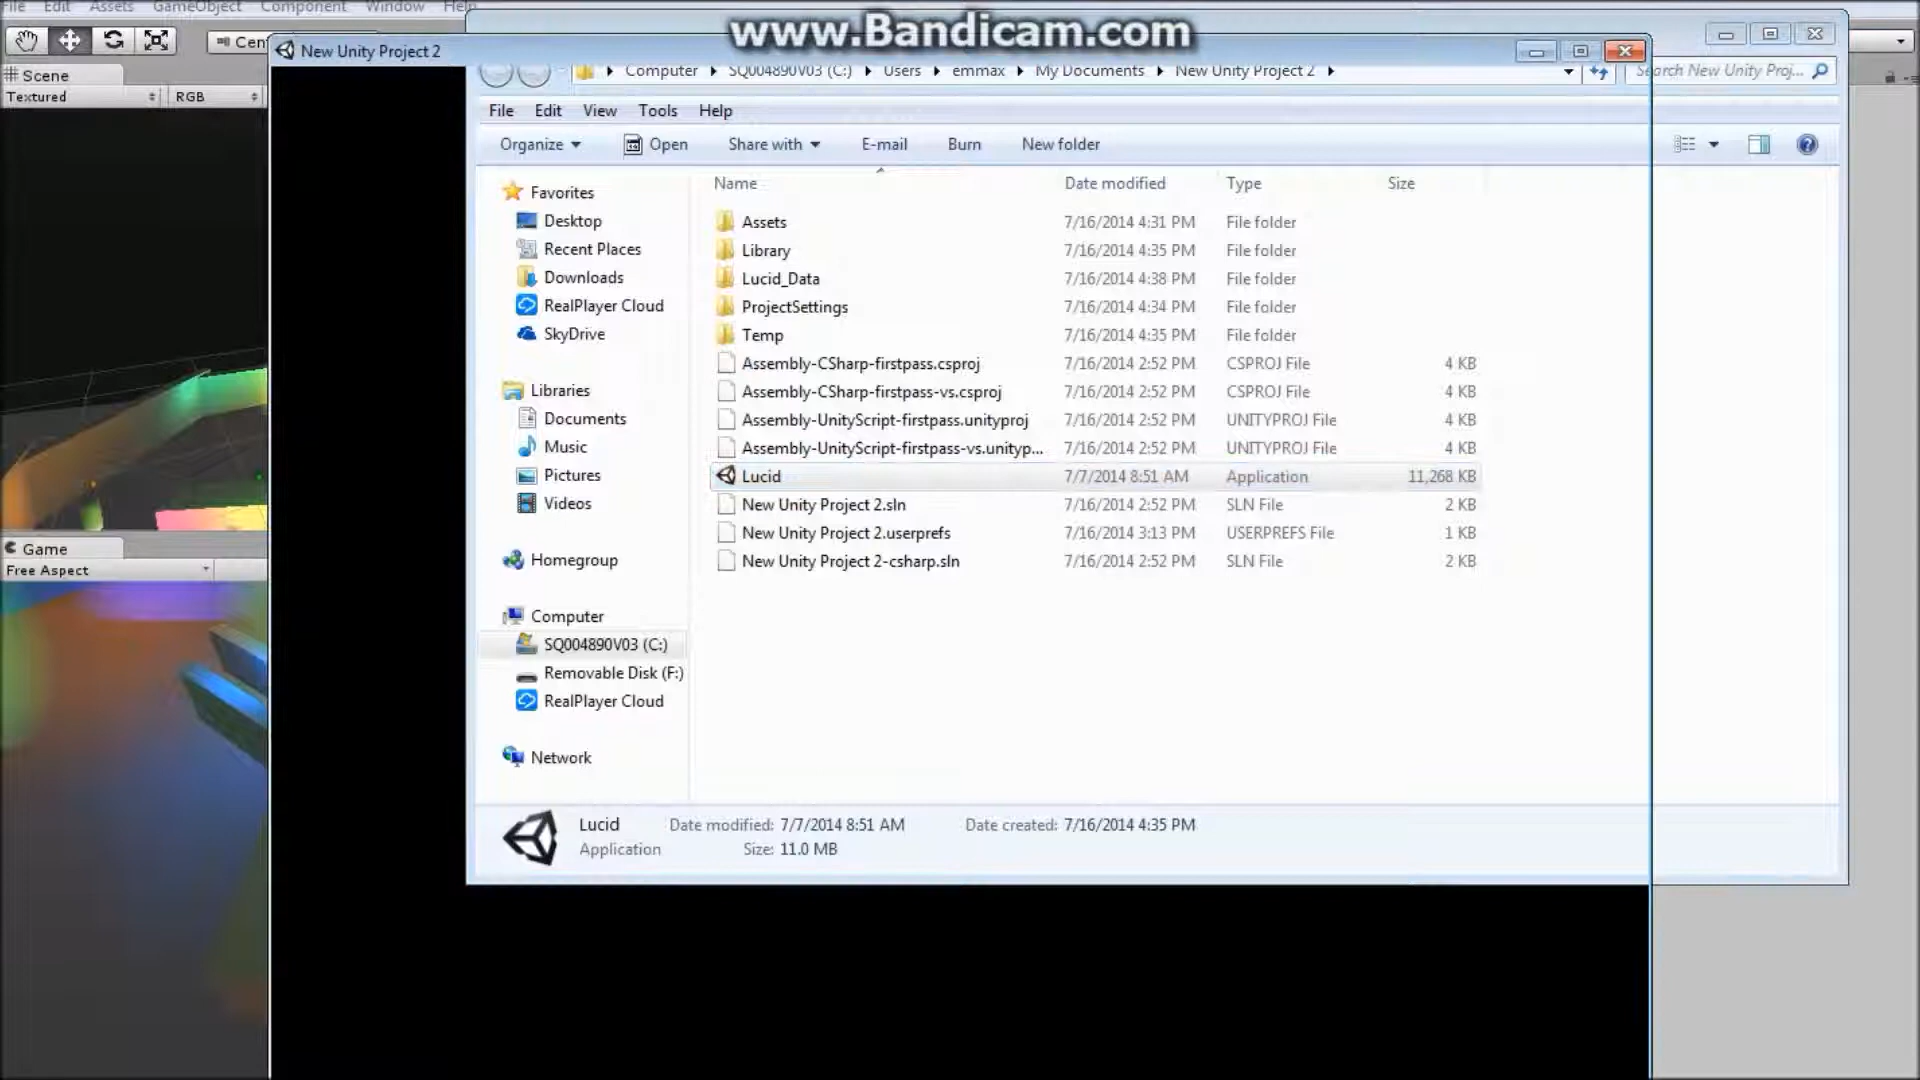 File Edit Assets GameObject Component Window Help
www.Bandicam.com
Scene
Textured RGB
New Unity Project 2
Computer SQ004890V03 (C:) Users emmax My Documents New Unity Project 2
Search New Unity Proj...
File Edit View Tools Help
Organize Open Share with E-mail Burn New folder
Favorites
Desktop
Recent Places
Downloads
RealPlayer Cloud
SkyDrive
Libraries
Documents
Music
Pictures
Videos
Homegroup
Computer
SQ004890V03 (C:)
Removable Disk (F:)
RealPlayer Cloud
Network
Name Date modified Type Size
Assets 7/16/2014 4:31 PM File folder
Library 7/16/2014 4:35 PM File folder
Lucid_Data 7/16/2014 4:38 PM File folder
ProjectSettings 7/16/2014 4:34 PM File folder
Temp 7/16/2014 4:35 PM File folder
Assembly-CSharp-firstpass.csproj 7/16/2014 2:52 PM CSPROJ File 4 KB
Assembly-CSharp-firstpass-vs.csproj 7/16/2014 2:52 PM CSPROJ File 4 KB
Assembly-UnityScript-firstpass.unityproj 7/16/2014 2:52 PM UNITYPROJ File 4 KB
Assembly-UnityScript-firstpass-vs.unityp... 7/16/2014 2:52 PM UNITYPROJ File 4 KB
Lucid 7/7/2014 8:51 AM Application 11,268 KB
New Unity Project 2.sln 7/16/2014 2:52 PM SLN File 2 KB
New Unity Project 2.userprefs 7/16/2014 3:13 PM USERPREFS File 1 KB
New Unity Project 2-csharp.sln 7/16/2014 2:52 PM SLN File 2 KB
Game
Free Aspect
Lucid Date modified: 7/7/2014 8:51 AM Date created: 7/16/2014 4:35 PM
Application Size: 11.0 MB